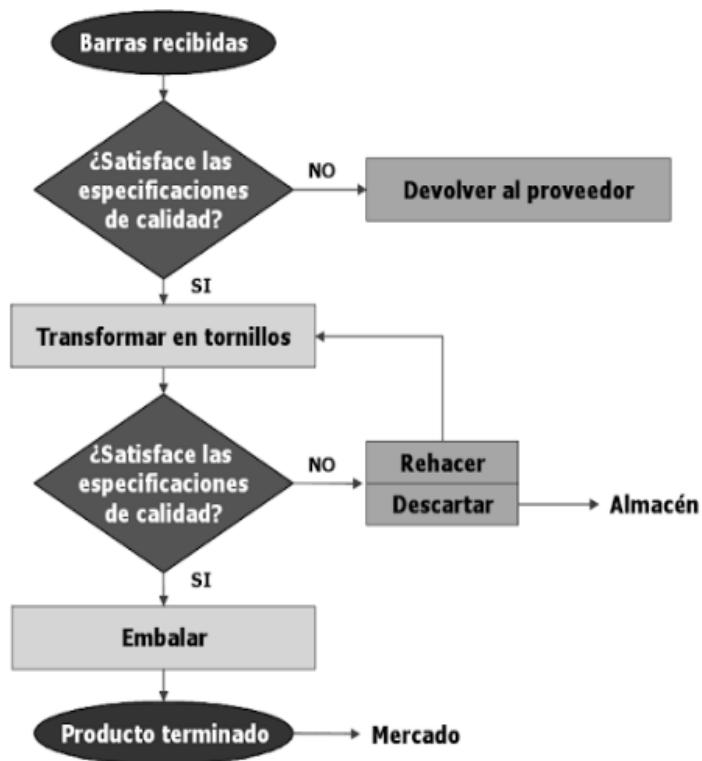 Barras recibidas
¿Satisface las
especificaciones
de calidad?
NO
Devolver al proveedor
SI
Transformar en tornillos
¿Satisface las
especificaciones
de calidad?
NO
Rehacer
Descartar
Almacén
SI
Embalar
Producto terminado
Mercado